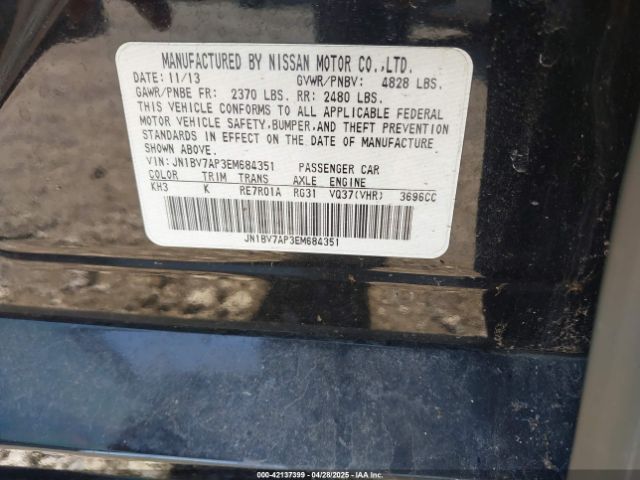 MANUFACTURED BY NISSAN MOTOR CO.,LTD.
DATE: 11/13 GVWR/PNBV: 4828 LBS.
GAWR/PNBE FR: 2370 LBS. RR: 2480 LBS.
THIS VEHICLE CONFORMS TO ALL APPLICABLE FEDERAL
MOTOR VEHICLE SAFETY, BUMPER, AND THEFT PREVENTION
STANDARDS IN EFFECT ON THE DATE OF MANUFACTURE
SHOWN ABOVE.
VIN: JN1BV7AP3EM684351 PASSENGER CAR
COLOR TRIM TRANS AXLE ENGINE
KH3 K RE7R01A RG31 VQ37(VHR) 3696CC
JN1BV7AP3EM684351
000-42137399 - 04/28/2025 - IAAI.COM